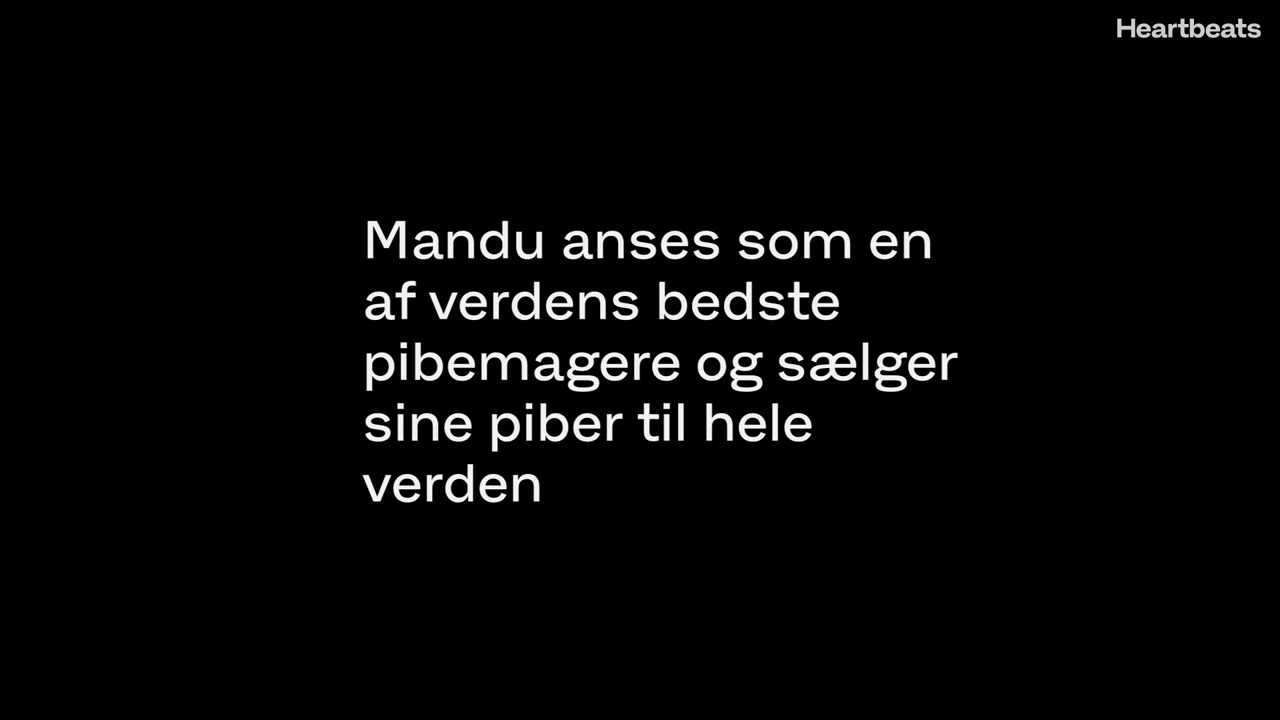 Heartbeats
Mandu anses som en
af verdens bedste
pibemagere og sælger
sine piber til hele
verden